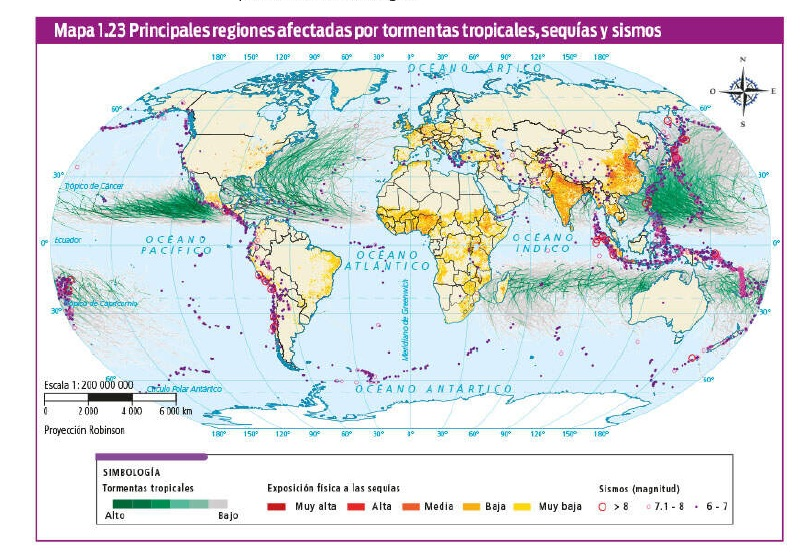 Mapa 1.23 Principales regiones afectadas por tormentas tropicales, sequías y sismos
180° 150° 120° 90° 60° 30° 0° 30° 60° 90° 120° 150° 180°
OCÉANO ÁRTICO
N
O E
S
60° 60°
30° 30°
Trópico de Cáncer
0° Ecuador 0°
OCÉANO PACÍFICO
OCÉANO ATLÁNTICO
OCÉANO ÍNDICO
Trópico de Capricornio
30° 30°
Meridiano de Greenwich
60° 60°
Círculo Polar Antártico
OCÉANO ANTÁRTICO
Escala 1: 200 000 000
0 2 000 4 000 6 000 km
Proyección Robinson
180° 150° 120° 90° 60° 30° 0° 30° 60° 90° 120° 150° 180°
SIMBOLOGÍA
Tormentas tropicales
Alto Bajo
Exposición física a las sequías
Muy alta Alta Media Baja Muy baja
Sismos (magnitud)
> 8 7.1 - 8 6 - 7